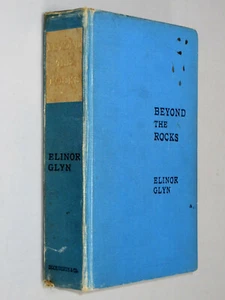 BEYOND
THE
ROCKS
ELINOR
GLYN
ELINOR
GLYN